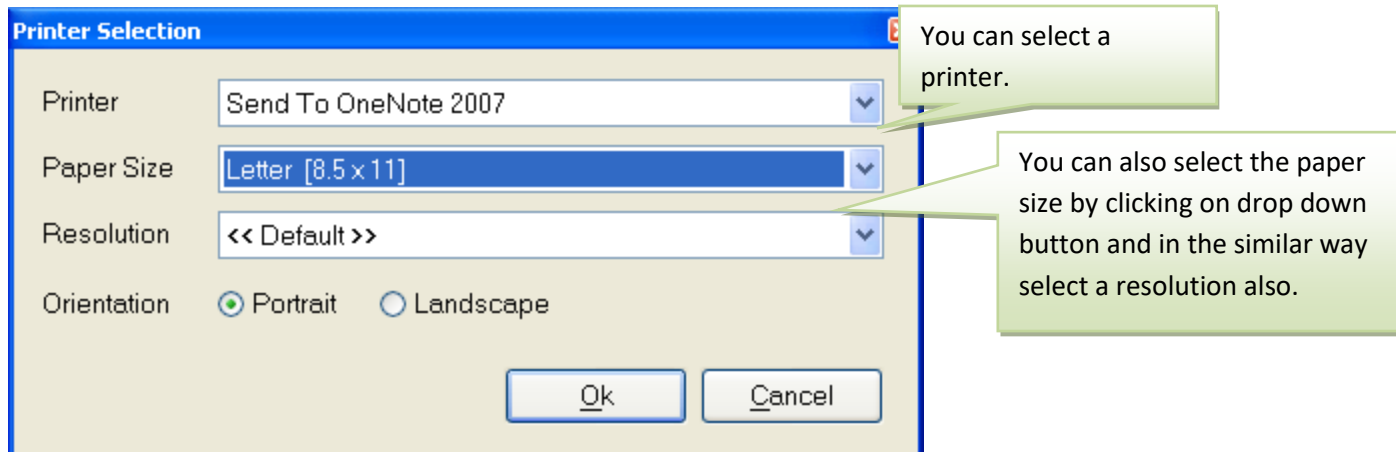 Printer Selection
You can select a
printer.
Printer
Send To OneNote 2007
Paper Size
Letter [8.5 x 11]
You can also select the paper
size by clicking on drop down
button and in the similar way
select a resolution also.
Resolution
<< Default >>
Orientation
Portrait
Landscape
Ok
Cancel